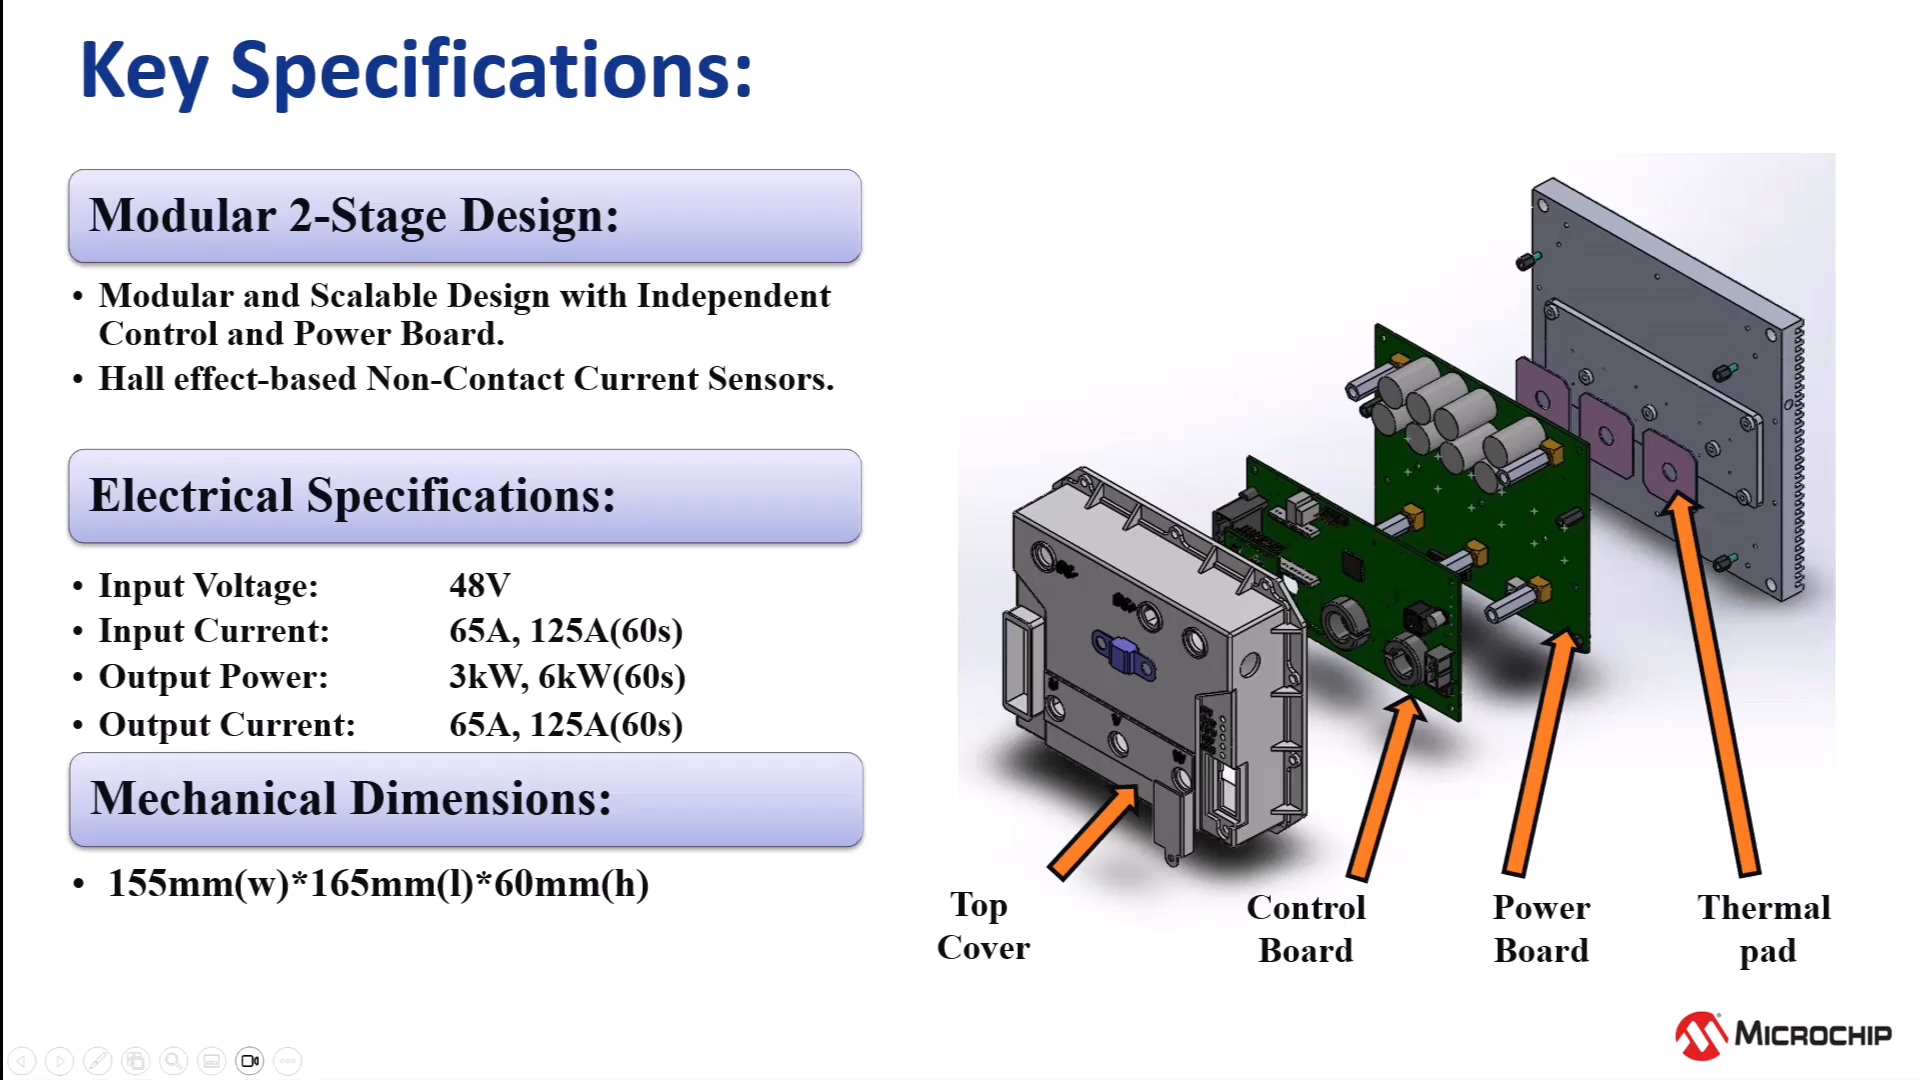 Key Specifications:
Modular 2-Stage Design:
• Modular and Scalable Design with Independent
Control and Power Board.
• Hall effect-based Non-Contact Current Sensors.
Electrical Specifications:
• Input Voltage: 48V
• Input Current: 65A, 125A(60s)
• Output Power: 3kW, 6kW(60s)
• Output Current: 65A, 125A(60s)
Mechanical Dimensions:
• 155mm(w)*165mm(l)*60mm(h)
Top
Cover
Control
Board
Power
Board
Thermal
pad
MICROCHIP